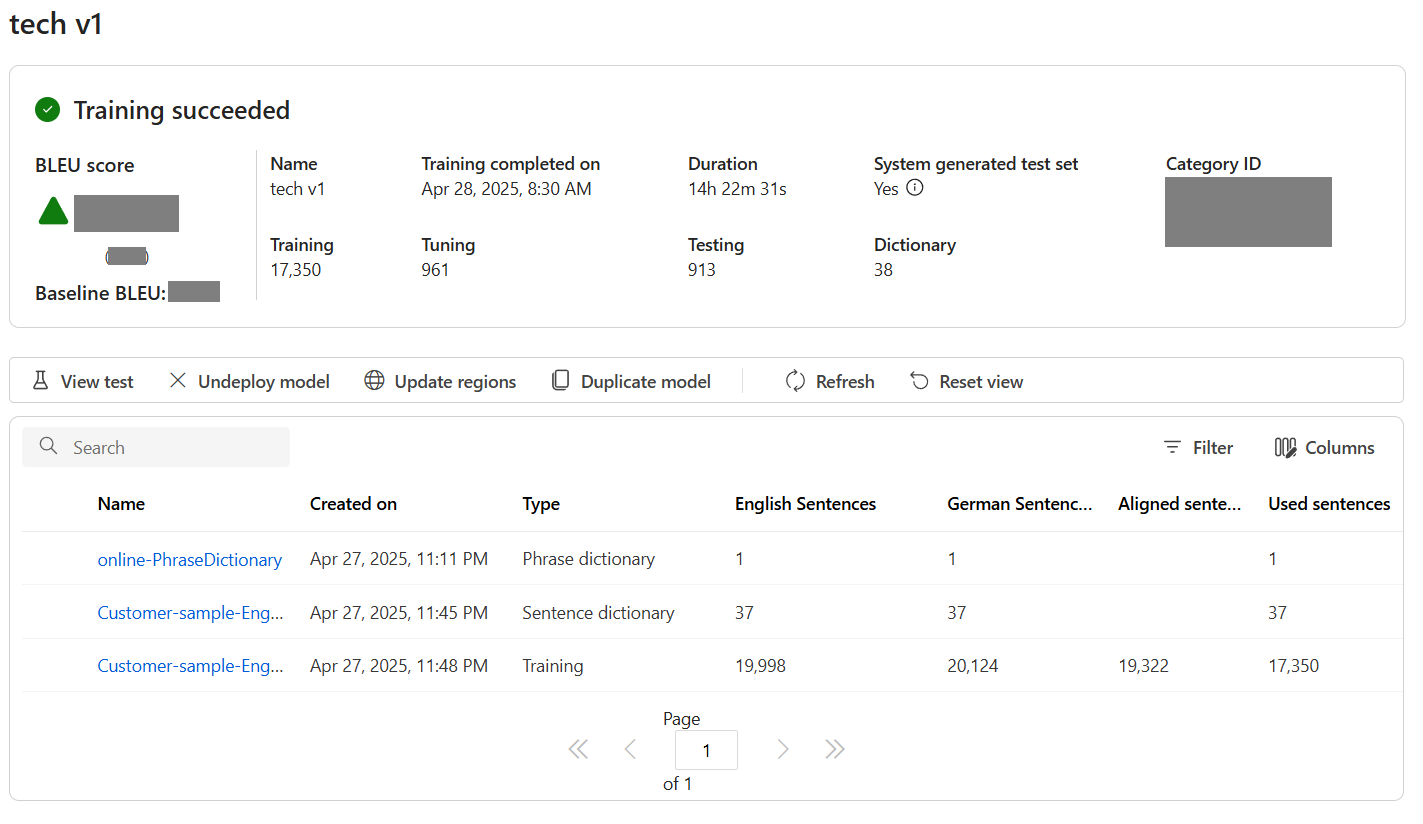 tech v1
Training succeeded
BLEU score
Baseline BLEU:
Name
tech v1
Training completed on
Apr 28, 2025, 8:30 AM
Duration
14h 22m 31s
System generated test set
Yes
Category ID
Training
17,350
Tuning
961
Testing
913
Dictionary
38
View test Undeploy model Update regions Duplicate model Refresh Reset view
Search Filter Columns
Name Created on Type English Sentences German Sentenc... Aligned sente... Used sentences
online-PhraseDictionary Apr 27, 2025, 11:11 PM Phrase dictionary 1 1 1
Customer-sample-Eng... Apr 27, 2025, 11:45 PM Sentence dictionary 37 37 37
Customer-sample-Eng... Apr 27, 2025, 11:48 PM Training 19,998 20,124 19,322 17,350
Page
1
of 1